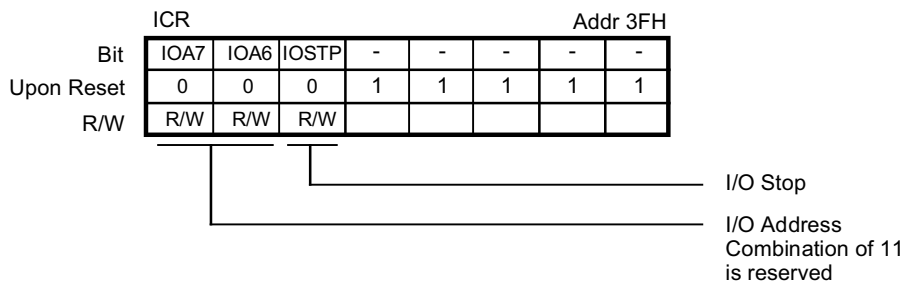 ICR Addr 3FH
Bit IOA7 IOA6 IOSTP - - - - -
Upon Reset 0 0 0 1 1 1 1 1
R/W R/W R/W R/W
I/O Stop
I/O Address
Combination of 11
is reserved